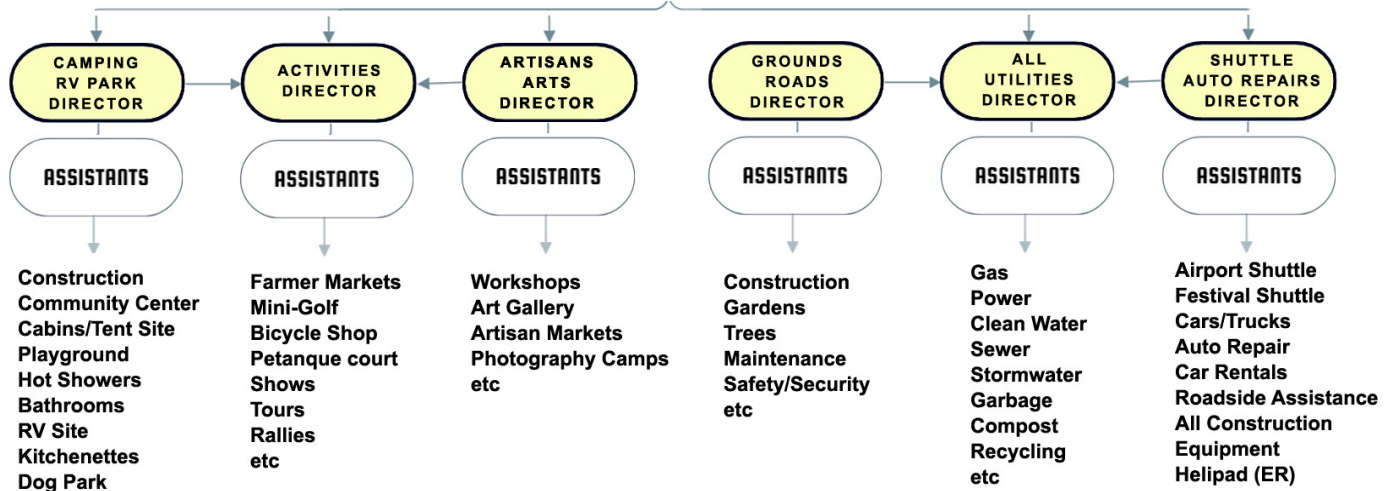 CAMPING
RV PARK
DIRECTOR
ACTIVITIES
DIRECTOR
ARTISANS
ARTS
DIRECTOR
GROUNDS
ROADS
DIRECTOR
ALL
UTILITIES
DIRECTOR
SHUTTLE
AUTO REPAIRS
DIRECTOR
ASSISTANTS
ASSISTANTS
ASSISTANTS
ASSISTANTS
ASSISTANTS
ASSISTANTS
Construction
Community Center
Cabins/Tent Site
Playground
Hot Showers
Bathrooms
RV Site
Kitchenettes
Dog Park
Farmer Markets
Mini-Golf
Bicycle Shop
Petanque court
Shows
Tours
Rallies
etc
Workshops
Art Gallery
Artisan Markets
Photography Camps
etc
Construction
Gardens
Trees
Maintenance
Safety/Security
etc
Gas
Power
Clean Water
Sewer
Stormwater
Garbage
Compost
Recycling
etc
Airport Shuttle
Festival Shuttle
Cars/Trucks
Auto Repair
Car Rentals
Roadside Assistance
All Construction
Equipment
Helipad (ER)